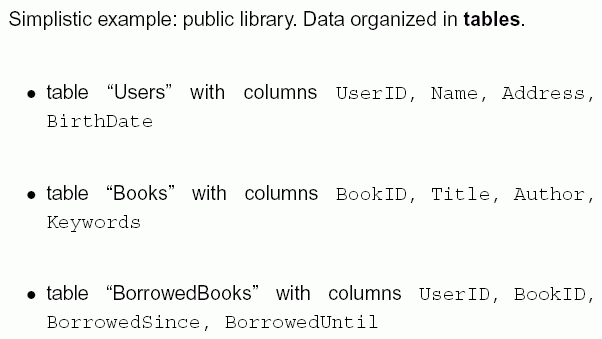 Simplistic example: public library. Data organized in tables.
• table “Users” with columns UserID, Name, Address,
BirthDate
• table “Books” with columns BookID, Title, Author,
Keywords
• table “BorrowedBooks” with columns UserID, BookID,
BorrowedSince, BorrowedUntil